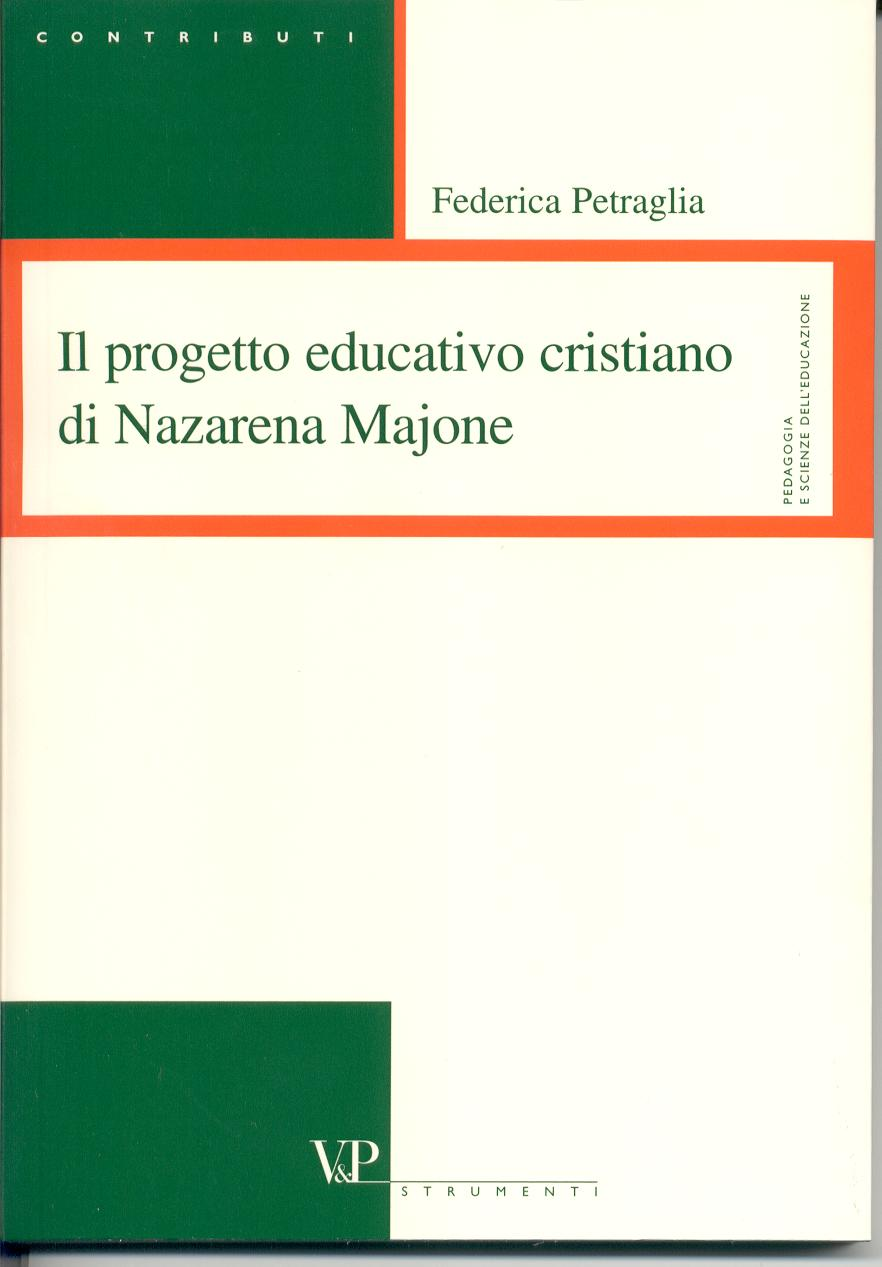 CONTRIBUTI
Federica Petraglia
Il progetto educativo cristiano
di Nazarena Majone
PEDAGOGIA
E SCIENZE DELL'EDUCAZIONE
V&P
STRUMENTI